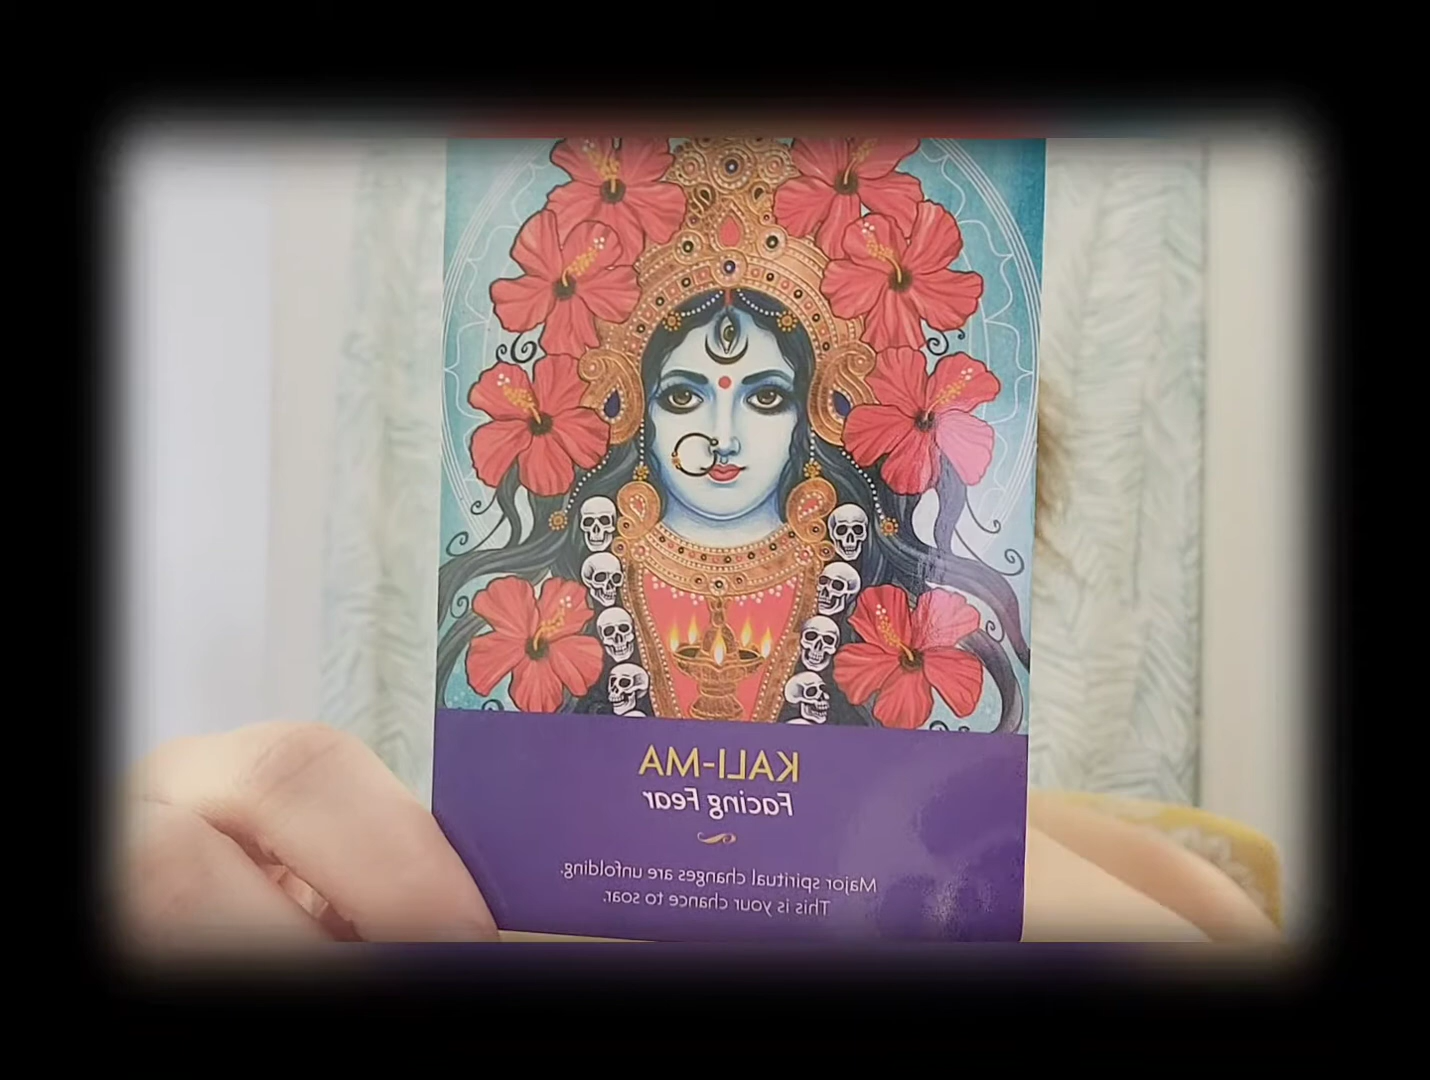 KALI-MA
Facing Fear
Major spiritual changes are unfolding.
This is your chance to soar.